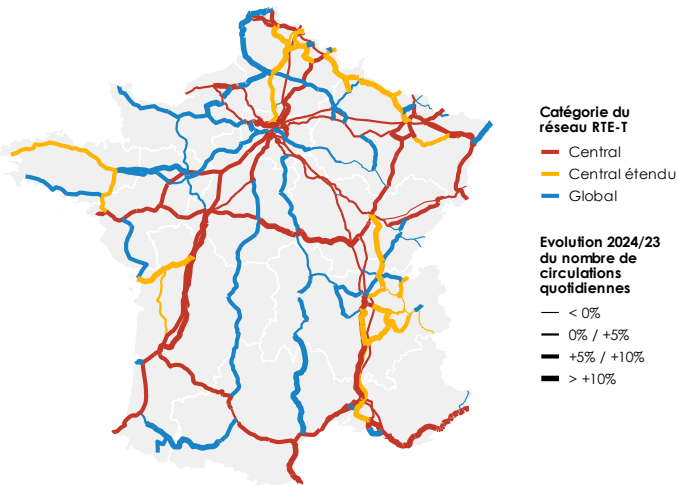 Catégorie du
réseau RTE-T
Central
Central étendu
Global
Evolution 2024/23
du nombre de
circulations
quotidiennes
< 0%
0% / +5%
+5% / +10%
> +10%